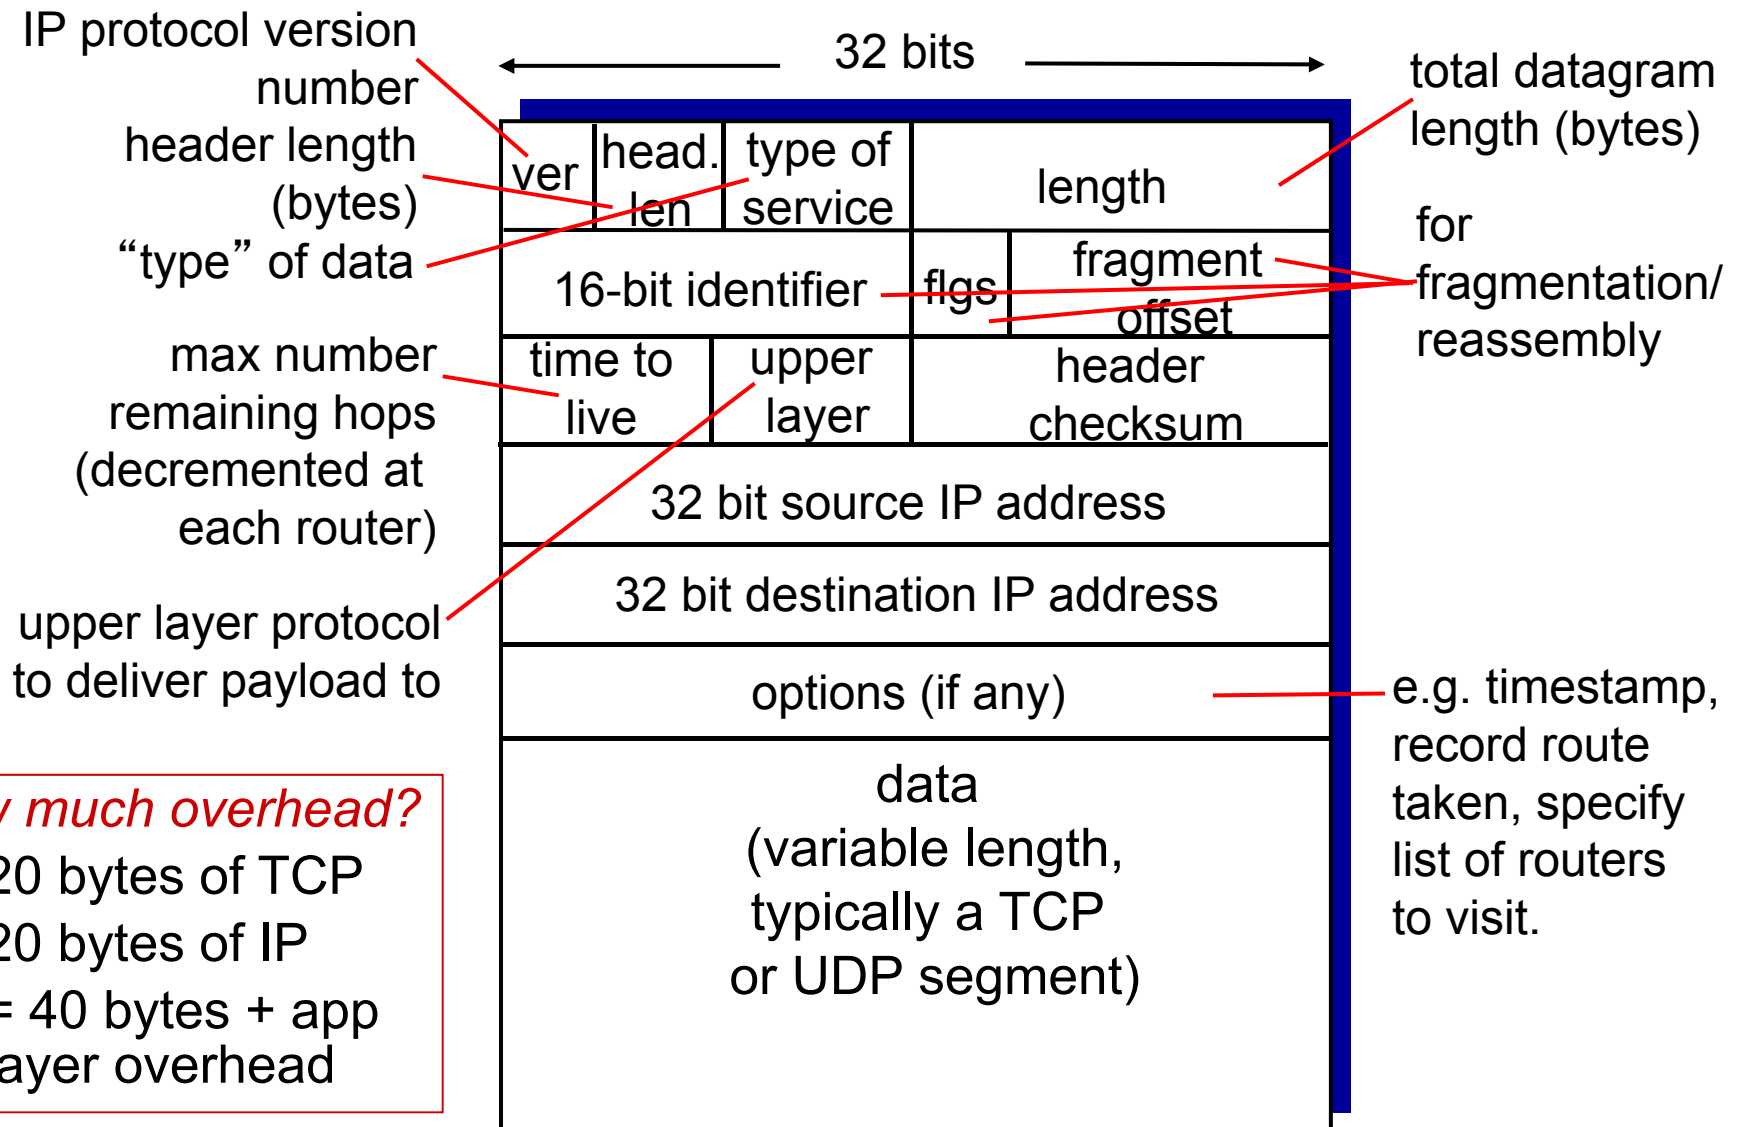 IP protocol version
number
header length
(bytes)
“type” of data
max number
remaining hops
(decremented at
each router)
upper layer protocol
to deliver payload to
much overhead?
20 bytes of TCP
20 bytes of IP
= 40 bytes + app
ayer overhead
32 bits
ver
head.
len
type of
service
length
16-bit identifier
flgs
fragment
offset
time to
live
upper
layer
header
checksum
32 bit source IP address
32 bit destination IP address
options (if any)
data
(variable length,
typically a TCP
or UDP segment)
total datagram
length (bytes)
for
fragmentation/
reassembly
e.g. timestamp,
record route
taken, specify
list of routers
to visit.